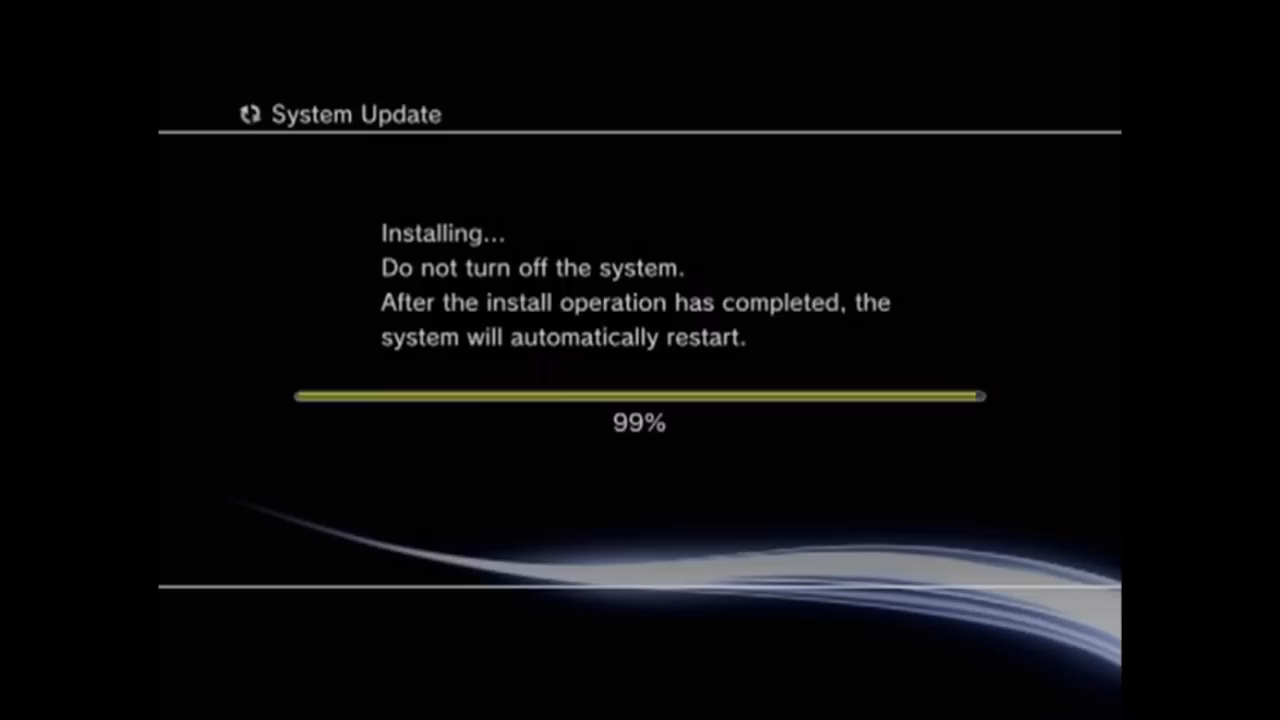 System Update
Installing...
Do not turn off the system.
After the install operation has completed, the
system will automatically restart.
99%